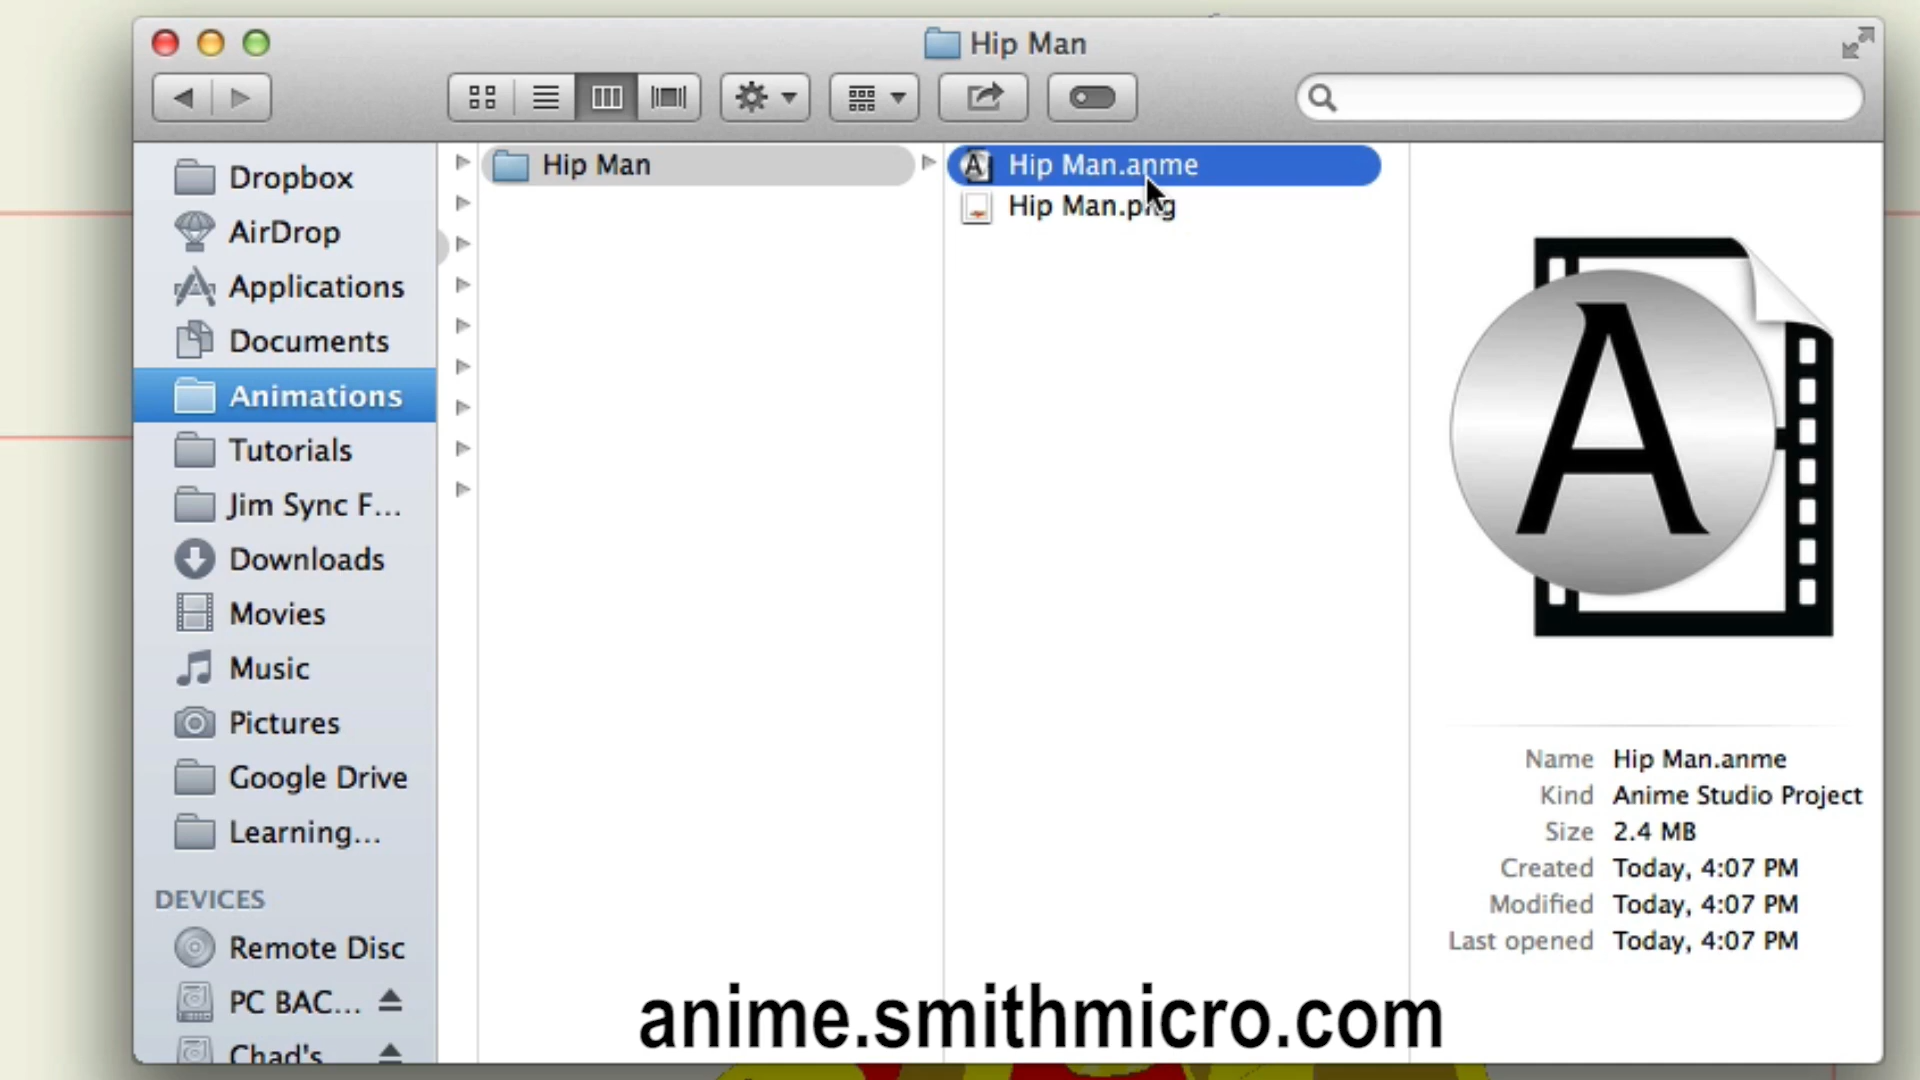 Hip Man
Dropbox
AirDrop
Applications
Documents
Animations
Tutorials
Jim Sync F...
Downloads
Movies
Music
Pictures
Google Drive
Learning...
DEVICES
Remote Disc
PC BAC...
Chad's
Hip Man
Hip Man.anme
Hip Man.png
A
Name Hip Man.anme
Kind Anime Studio Project
Size 2.4 MB
Created Today, 4:07 PM
Modified Today, 4:07 PM
Last opened Today, 4:07 PM
anime.smithmicro.com